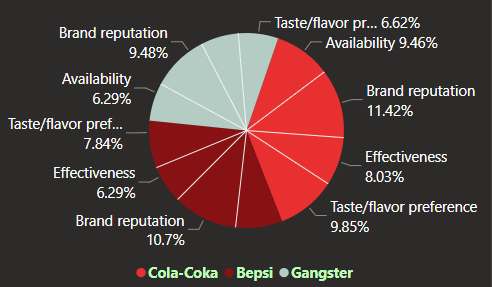 Taste/flavor pr... 6.62%
Availability 9.46%
Brand reputation
11.42%
Effectiveness
8.03%
Taste/flavor preference
9.85%
Brand reputation
10.7%
Effectiveness
6.29%
Taste/flavor pref...
7.84%
Availability
6.29%
Brand reputation
9.48%
Cola-Coka Bepsi Gangster